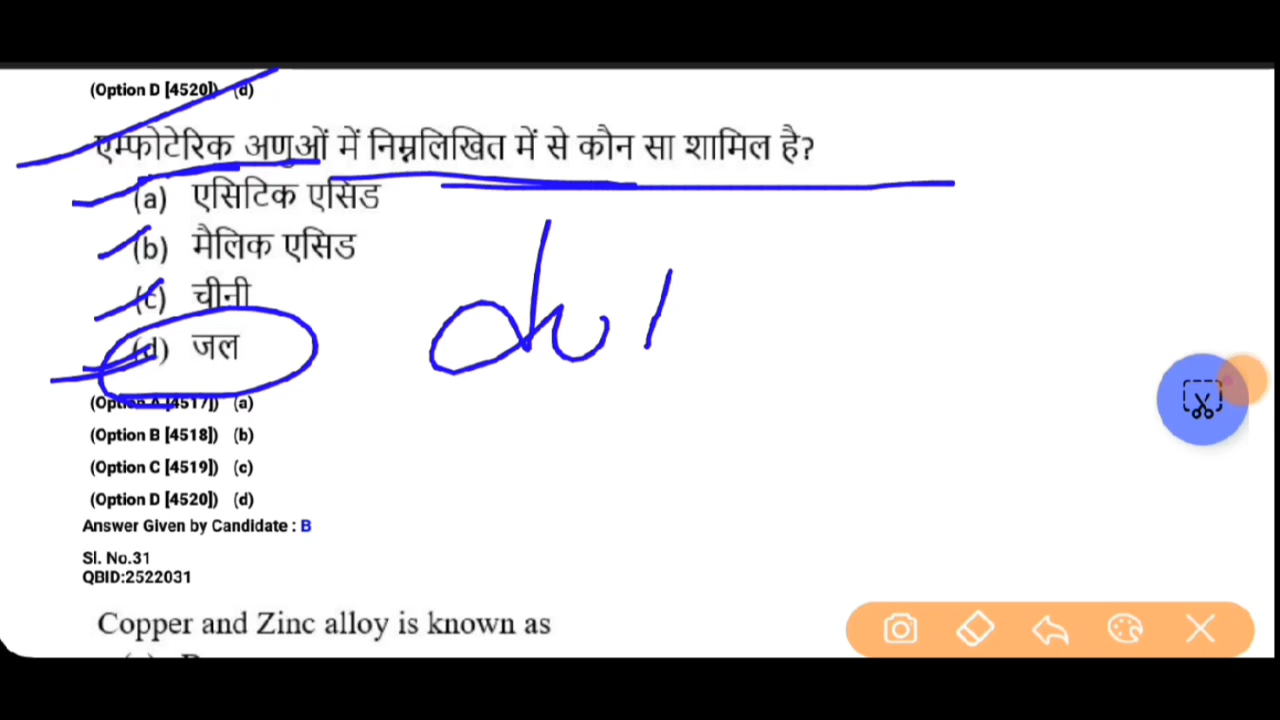 (Option D [4520]) (d)
एम्फोटेरिक अणुओं में निम्नलिखित में से कौन सा शामिल है?
(a) एसिटिक एसिड
(b) मैलिक एसिड
(c) चीनी
(d) जल
(Option A [4517]) (a)
(Option B [4518]) (b)
(Option C [4519]) (c)
(Option D [4520]) (d)
Answer Given by Candidate : B
Sl. No.31
QBID:2522031
Copper and Zinc alloy is known as